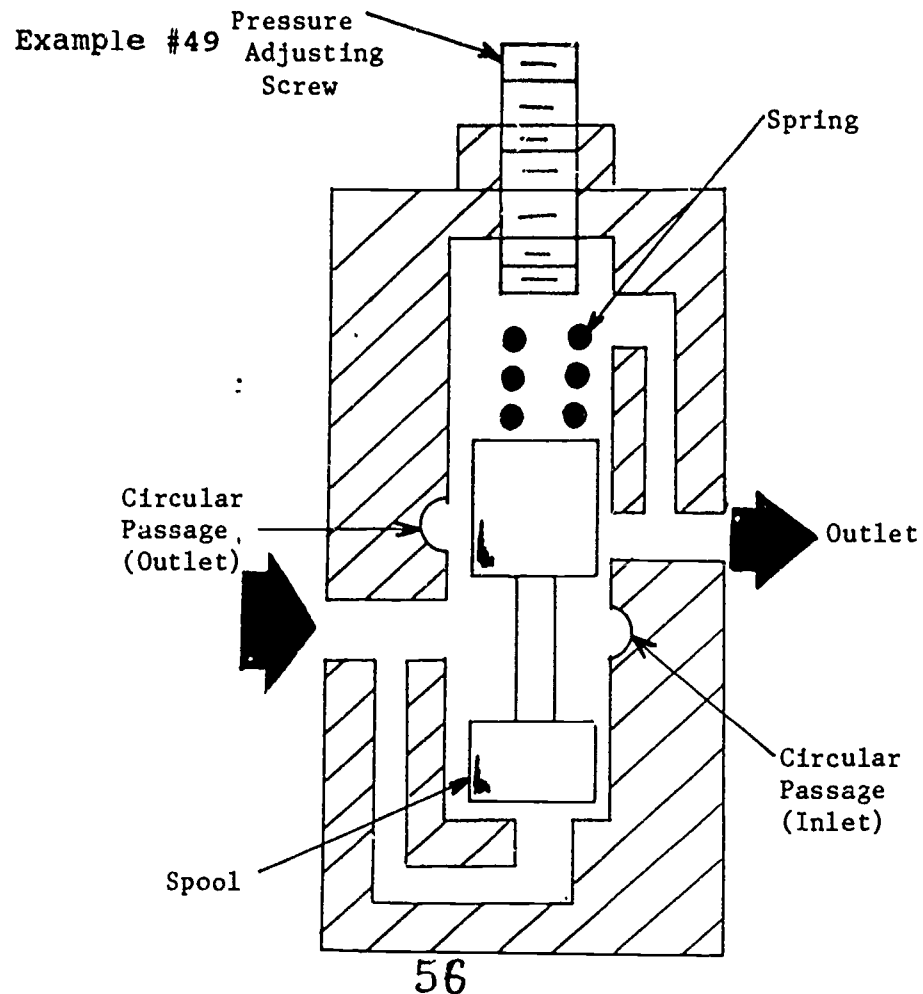 Example #49
Pressure
Adjusting
Screw
Spring
Circular
Passage
(Outlet)
Outlet
Circular
Passage
(Inlet)
Spool
56